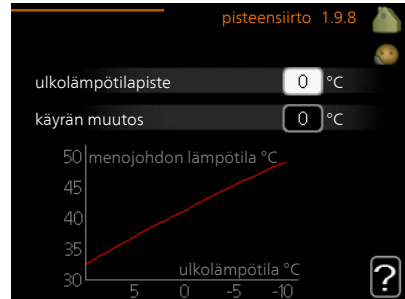 pisteensiirto 1.9.8
ulkolämpötilapiste 0 °C
käyrän muutos 0 °C
50 menojohdon lämpötila °C
45
40
35
30
ulkolämpötila °C
5 0 -5 -10
?